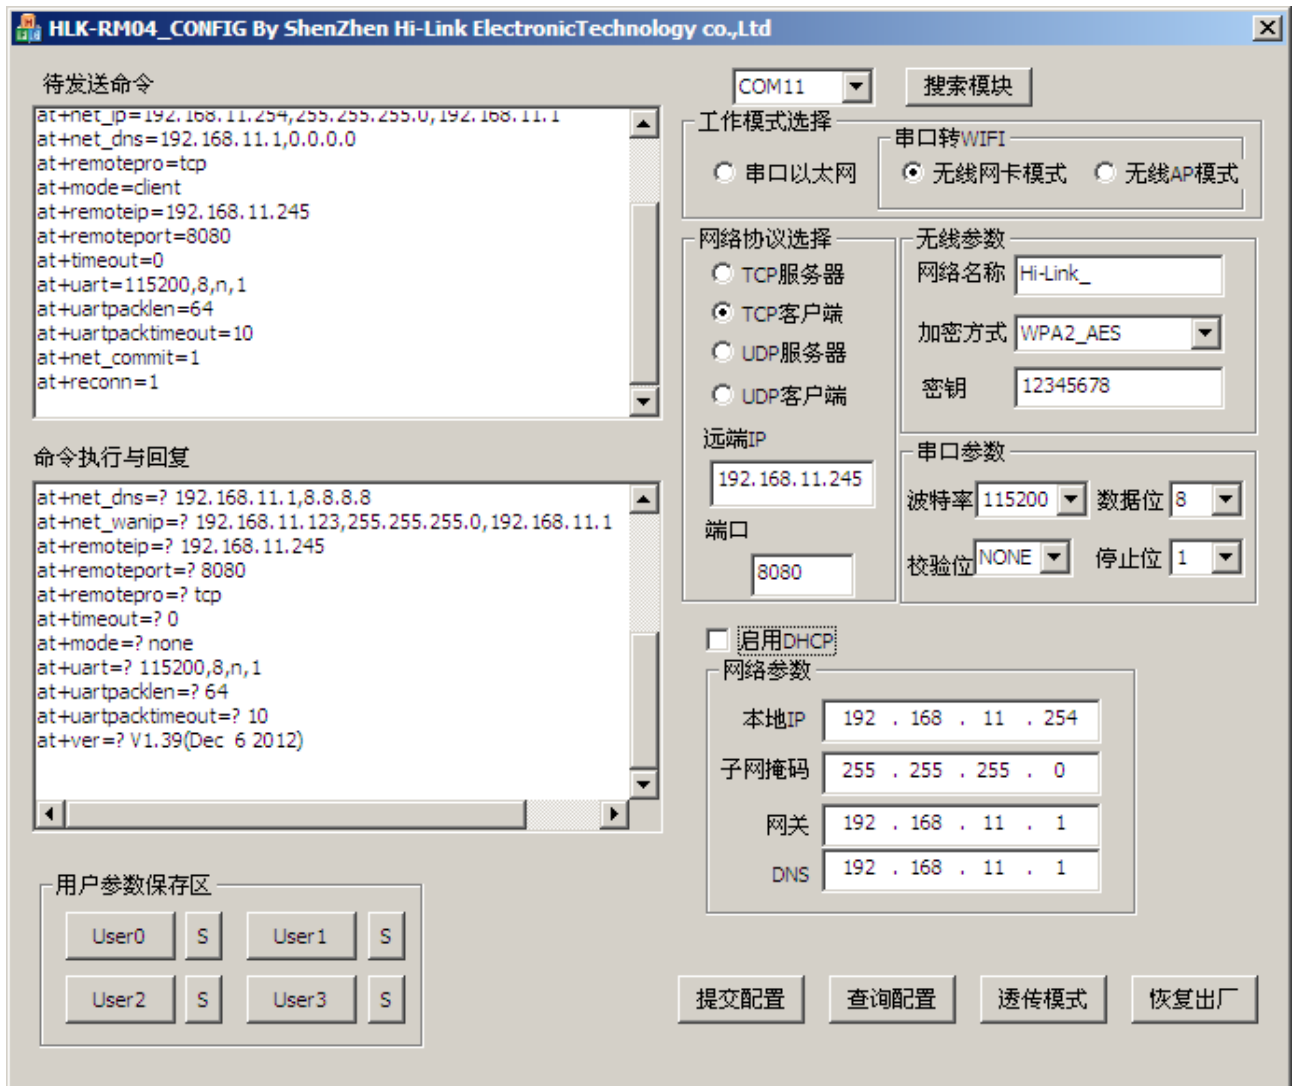 HLK-RM04_CONFIG By ShenZhen Hi-Link ElectronicTechnology co.,Ltd
待发送命令
at+net_ip=192.168.11.254,255.255.255.0,192.168.11.1
at+net_dns=192.168.11.1,0.0.0.0
at+remotepro=tcp
at+mode=client
at+remoteip=192.168.11.245
at+remoteport=8080
at+timeout=0
at+uart=115200,8,n,1
at+uartpacklen=64
at+uartpacktimeout=10
at+net_commit=1
at+reconn=1
命令执行与回复
at+net_dns=? 192.168.11.1,8.8.8.8
at+net_wanip=? 192.168.11.123,255.255.255.0,192.168.11.1
at+remoteip=? 192.168.11.245
at+remoteport=? 8080
at+remotepro=? tcp
at+timeout=? 0
at+mode=? none
at+uart=? 115200,8,n,1
at+uartpacklen=? 64
at+uartpacktimeout=? 10
at+ver=? V1.39(Dec  6 2012)
用户参数保存区
User0 S User1 S
User2 S User3 S
COM11 搜索模块
工作模式选择
串口转WIFI
串口以太网 无线网卡模式 无线AP模式
网络协议选择
TCP服务器
TCP客户端
UDP服务器
UDP客户端
远端IP
192.168.11.245
端口
8080
无线参数
网络名称 Hi-Link_
加密方式 WPA2_AES
密钥 12345678
串口参数
波特率 115200 数据位 8
校验位 NONE 停止位 1
启用DHCP
网络参数
本地IP 192 . 168 . 11 . 254
子网掩码 255 . 255 . 255 . 0
网关 192 . 168 . 11 . 1
DNS 192 . 168 . 11 . 1
提交配置 查询配置 透传模式 恢复出厂